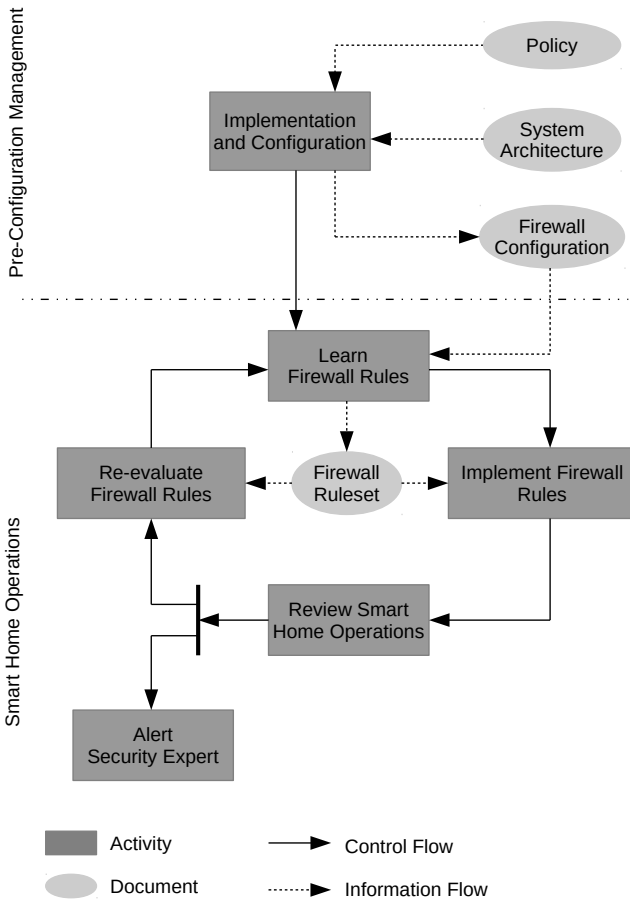 Pre-Configuration Management
Policy
Implementation
and Configuration
System
Architecture
Firewall
Configuration
Smart Home Operations
Learn
Firewall Rules
Re-evaluate
Firewall Rules
Firewall
Ruleset
Implement Firewall
Rules
Review Smart
Home Operations
Alert
Security Expert
Activity
Control Flow
Document
Information Flow